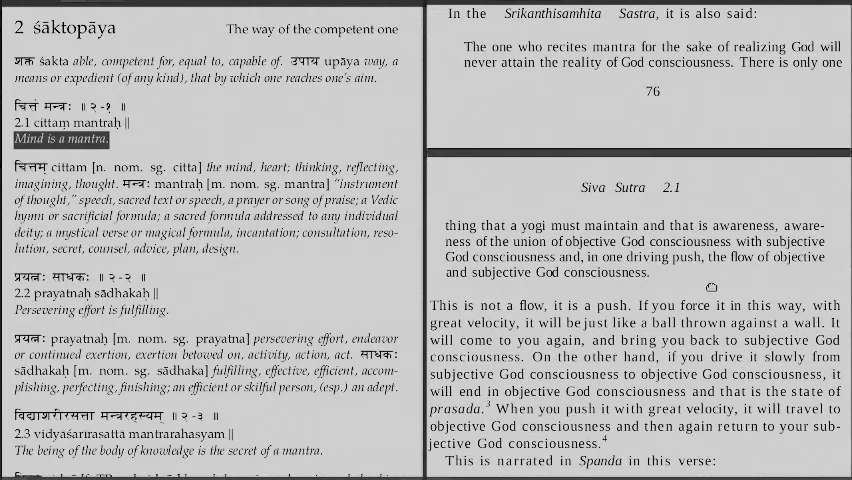 2 śāktopāya
The way of the competent one
शक्त śakta able, competent for, equal to, capable of. उपाय upāya way, a
means or expedient (of any kind), that by which one reaches one's aim.
चित्तं मन्त्रः ॥ २-१ ॥
2.1 cittaṃ mantraḥ ||
Mind is a mantra.
चित्तम् cittam [n. nom. sg. citta] the mind, heart; thinking, reflecting,
imagining, thought. मन्त्रः mantraḥ [m. nom. sg. mantra] "instrument
of thought," speech, sacred text or speech, a prayer or song of praise; a Vedic
hymn or sacrificial formula; a sacred formula addressed to any individual
deity; a mystical verse or magical formula, incantation; consultation, reso-
lution, secret, counsel, advice, plan, design.
प्रयत्नः साधकः ॥ २-२ ॥
2.2 prayatnaḥ sādhakaḥ ||
Persevering effort is fulfilling.
प्रयत्नः prayatnaḥ [m. nom. sg. prayatna] persevering effort, endeavor
or continued exertion, exertion betowed on, activity, action, act. साधकः
sādhakaḥ [m. nom. sg. sādhaka] fulfilling, effective, efficient, accom-
plishing, perfecting, finishing; an efficient or skilful person, (esp.) an adept.
विद्याशरीरसत्ता मन्त्ररहस्यम् ॥ २-३ ॥
2.3 vidyāśarīrasattā mantrarahasyam ||
The being of the body of knowledge is the secret of a mantra.
In the Srikanthisamhita Sastra, it is also said:
The one who recites mantra for the sake of realizing God will
never attain the reality of God consciousness. There is only one
76
Siva Sutra 2.1
thing that a yogi must maintain and that is awareness, aware-
ness of the union of objective God consciousness with subjective
God consciousness and, in one driving push, the flow of objective
and subjective God consciousness.
This is not a flow, it is a push. If you force it in this way, with
great velocity, it will be just like a ball thrown against a wall. It
will come to you again, and bring you back to subjective God
consciousness. On the other hand, if you drive it slowly from
subjective God consciousness to objective God consciousness, it
will end in objective God consciousness and that is the state of
prasada.³ When you push it with great velocity, it will travel to
objective God consciousness and then again return to your sub-
jective God consciousness.⁴
This is narrated in Spanda in this verse: